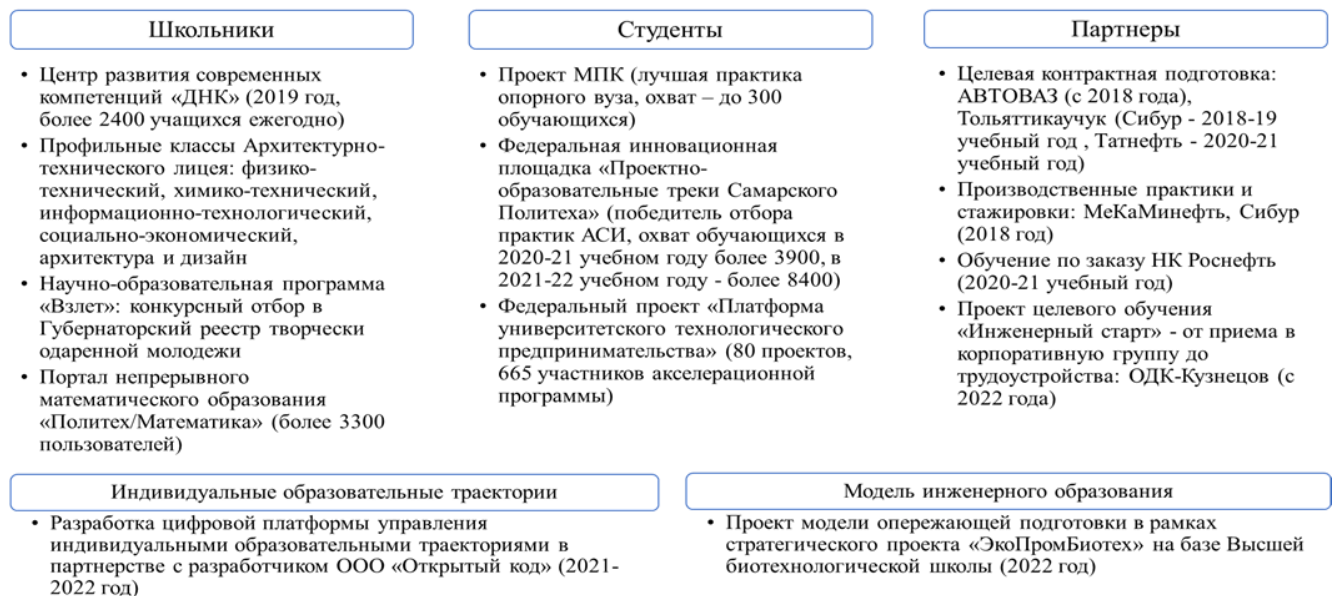 Школьники
• Центр развития современных
компетенций «ДНК» (2019 год,
более 2400 учащихся ежегодно)
• Профильные классы Архитектурно-
технического лицея: физико-
технический, химико-технический,
информационно-технологический,
социально-экономический,
архитектура и дизайн
• Научно-образовательная программа
«Взлет»: конкурсный отбор в
Губернаторский реестр творчески
одаренной молодежи
• Портал непрерывного
математического образования
«Политех/Математика» (более 3300
пользователей)
Студенты
• Проект МПК (лучшая практика
опорного вуза, охват – до 300
обучающихся)
• Федеральная инновационная
площадка «Проектно-
образовательные треки Самарского
Политеха» (победитель отбора
практик АСИ, охват обучающихся в
2020-21 учебном году более 3900, в
2021-22 учебном году - более 8400)
• Федеральный проект «Платформа
университетского технологического
предпринимательства» (80 проектов,
665 участников акселерационной
программы)
Партнеры
• Целевая контрактная подготовка:
АВТОВАЗ (с 2018 года),
Тольяттикаучук (Сибур - 2018-19
учебный год , Татнефть - 2020-21
учебный год)
• Производственные практики и
стажировки: МеКаМинефть, Сибур
(2018 год)
• Обучение по заказу НК Роснефть
(2020-21 учебный год)
• Проект целевого обучения
«Инженерный старт» - от приема в
корпоративную группу до
трудоустройства: ОДК-Кузнецов (с
2022 года)
Индивидуальные образовательные траектории
• Разработка цифровой платформы управления
индивидуальными образовательными траекториями в
партнерстве с разработчиком ООО «Открытый код» (2021-
2022 год)
Модель инженерного образования
• Проект модели опережающей подготовки в рамках
стратегического проекта «ЭкоПромБиотех» на базе Высшей
биотехнологической школы (2022 год)